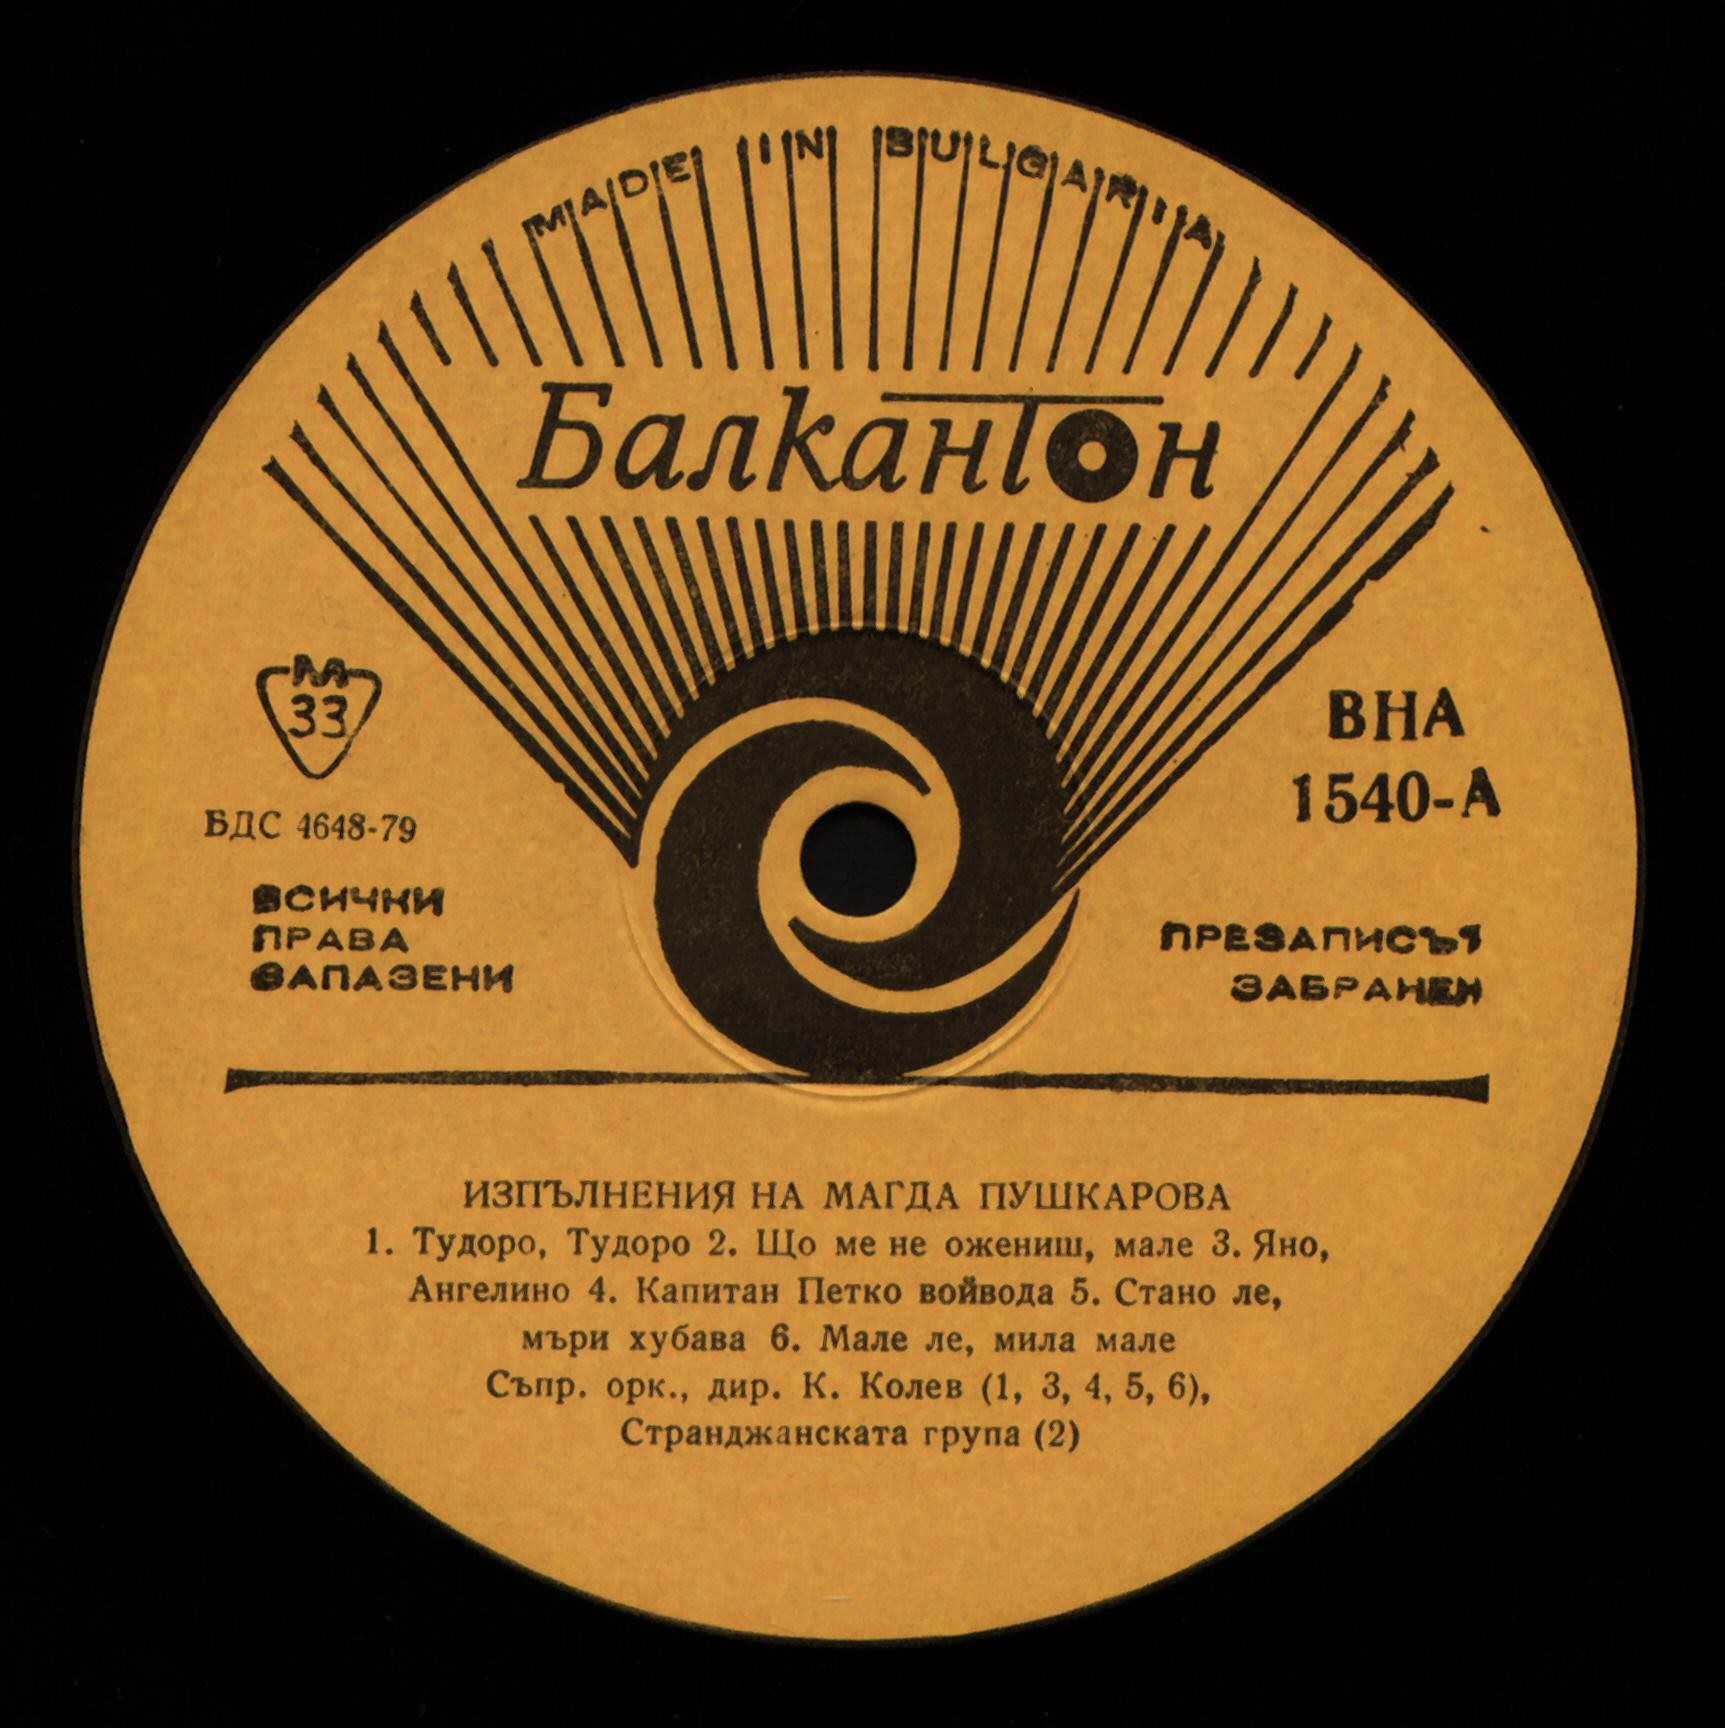 MADE IN BULGARIA
Балкантон
М
33
БДС 4648-79
ВСИЧКИ
ПРАВА
ЗАПАЗЕНИ
ВНА
1540-А
ПРЕЗАПИСЪТ
ЗАБРАНЕН
ИЗПЪЛНЕНИЯ НА МАГДА ПУШКАРОВА
1. Тудоро, Тудоро 2. Що ме не ожениш, мале 3. Яно,
Ангелино 4. Капитан Петко войвода 5. Стано ле,
мъри хубава 6. Мале ле, мила мале
Съпр. орк., дир. К. Колев (1, 3, 4, 5, 6),
Странджанската група (2)